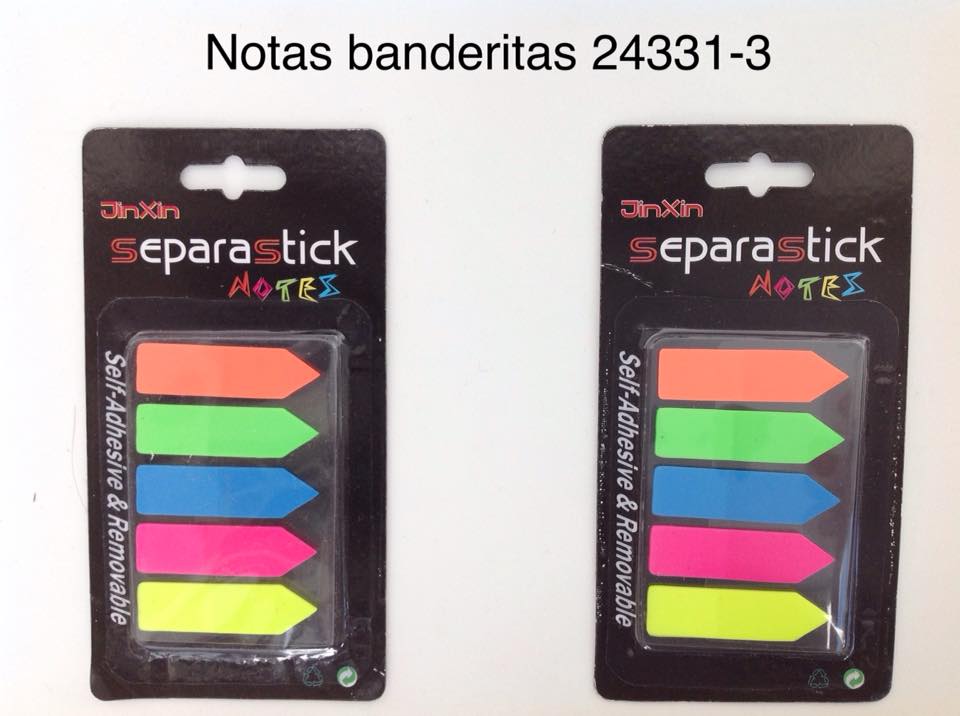 Notas banderitas 24331-3
JinXin
SeparaStick
NOTES
Self-Adhesive & Removable
JinXin
SeparaStick
NOTES
Self-Adhesive & Removable